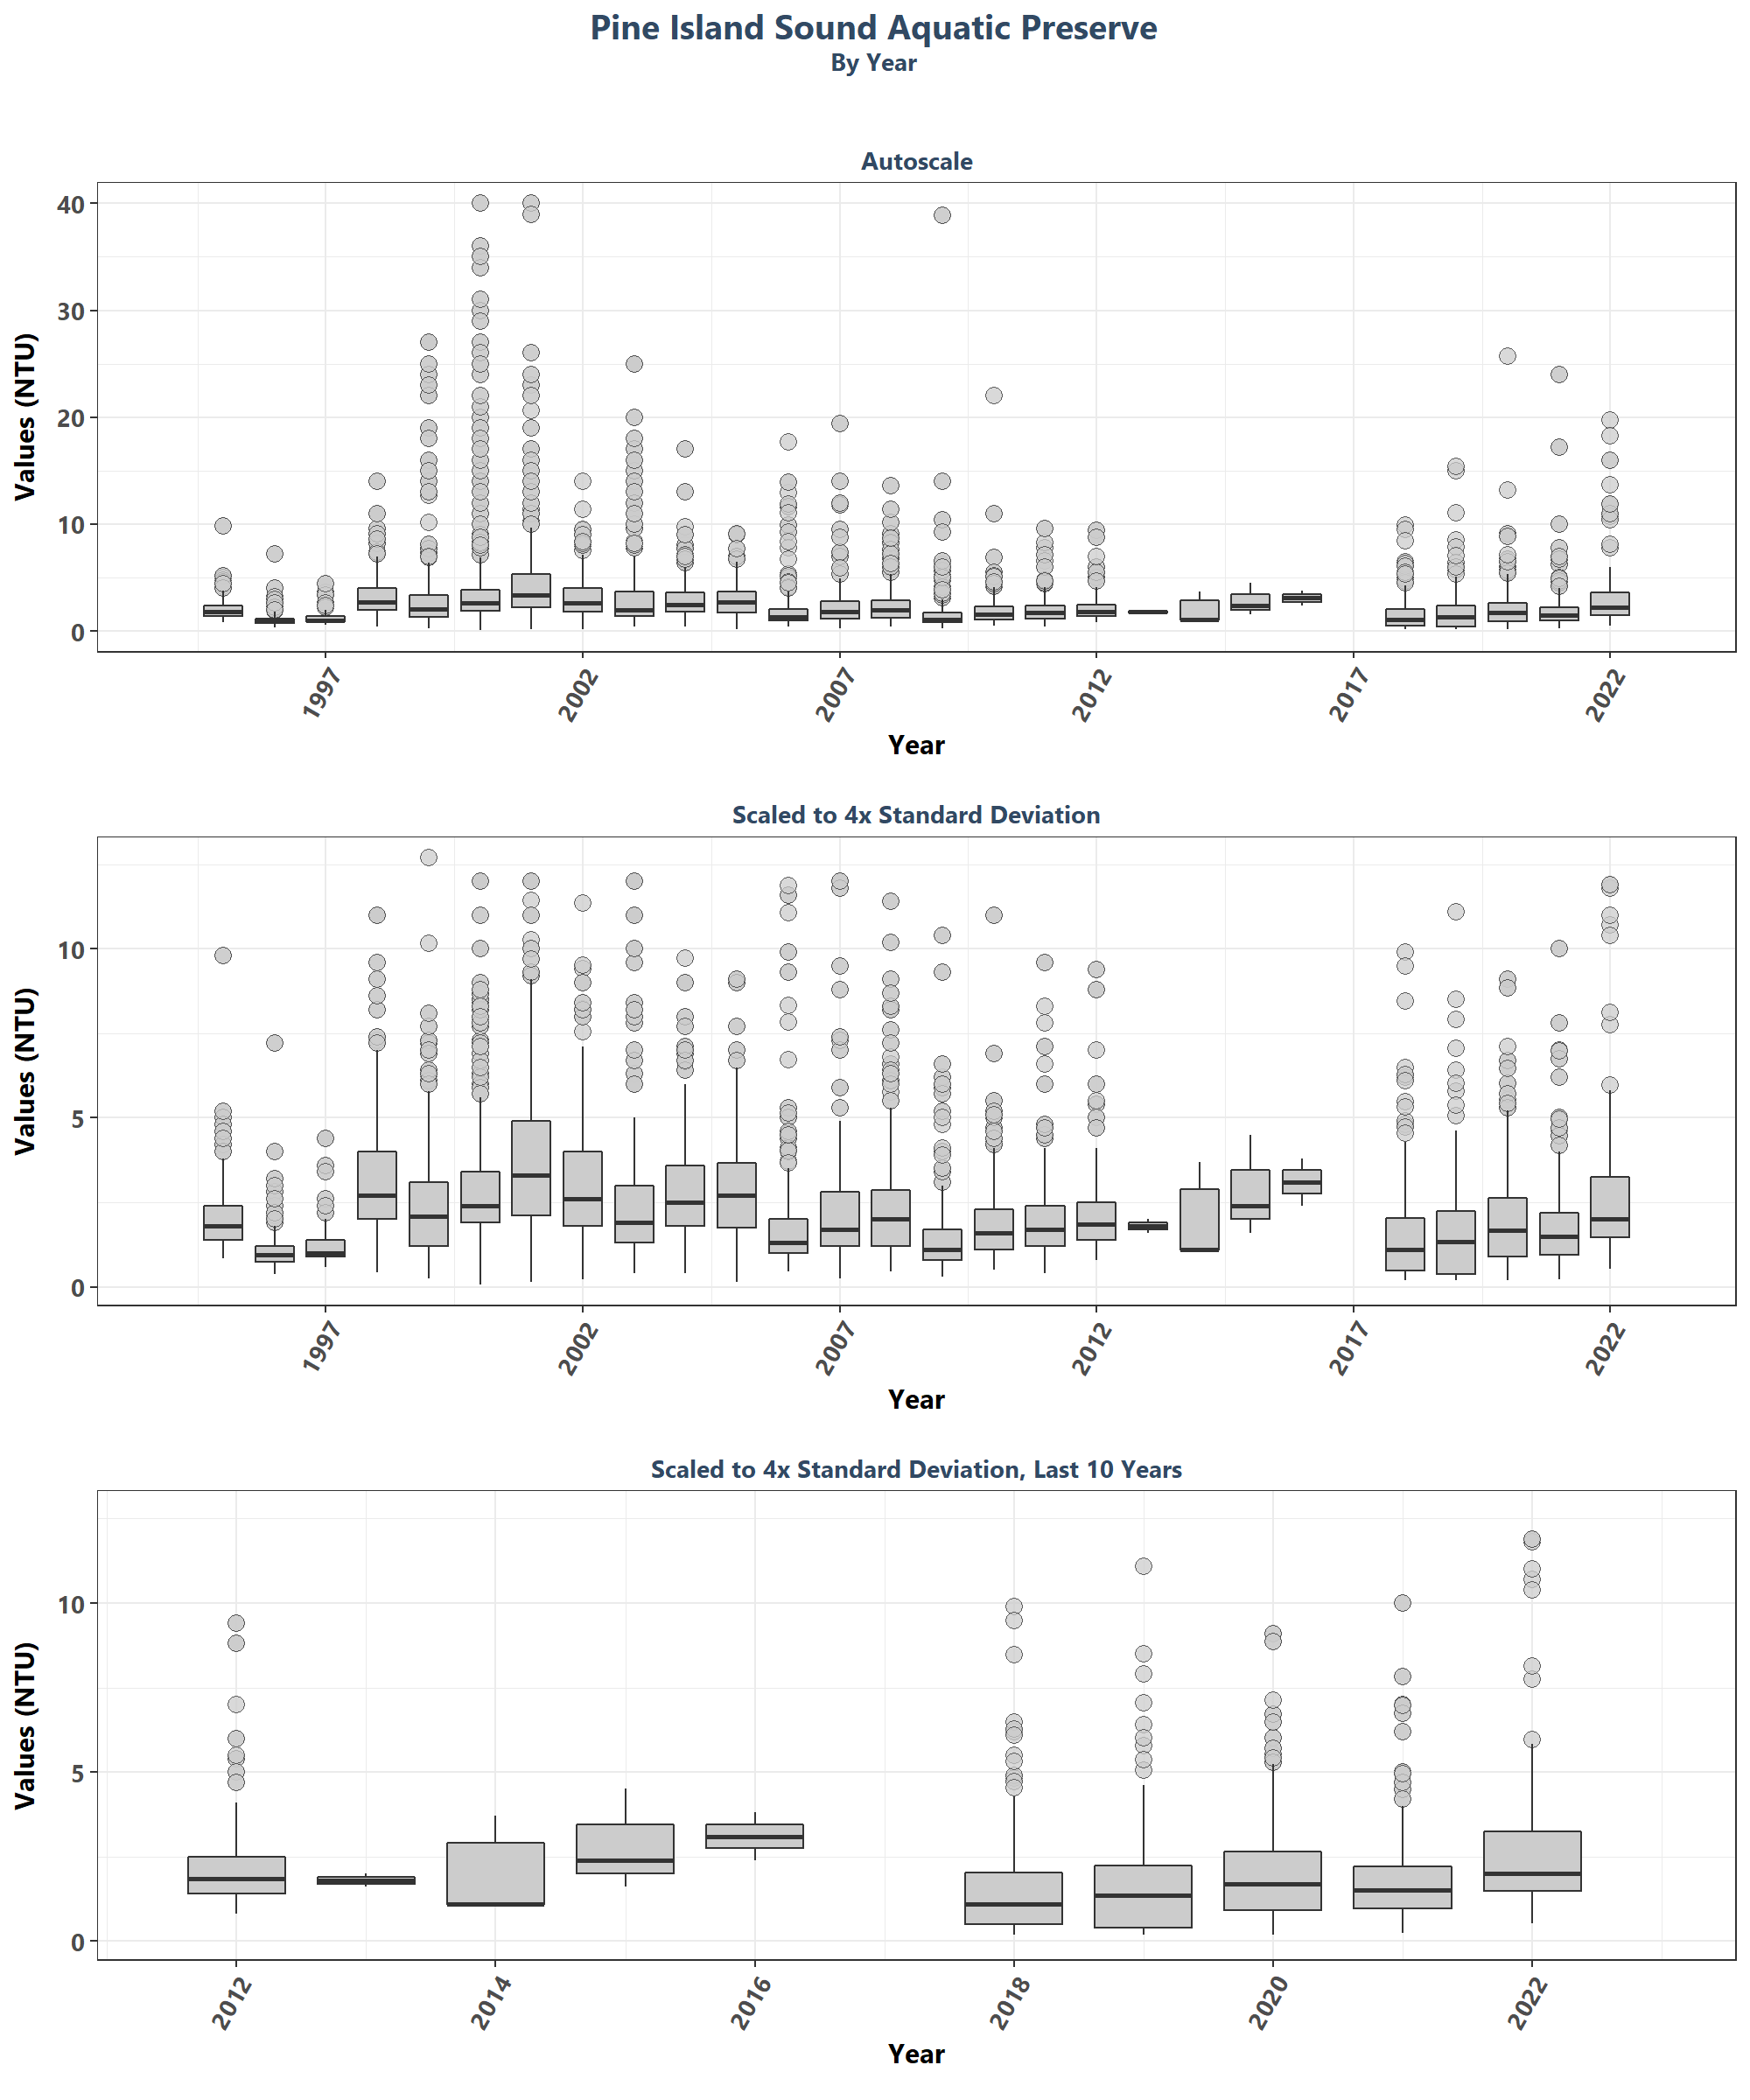 Pine Island Sound Aquatic Preserve
By Year
Autoscale
Values (NTU)
40
30
20
10
0
1997 2002 2007 2012 2017 2022
Year
Scaled to 4x Standard Deviation
Values (NTU)
10
5
0
1997 2002 2007 2012 2017 2022
Year
Scaled to 4x Standard Deviation, Last 10 Years
Values (NTU)
10
5
0
2012 2014 2016 2018 2020 2022
Year